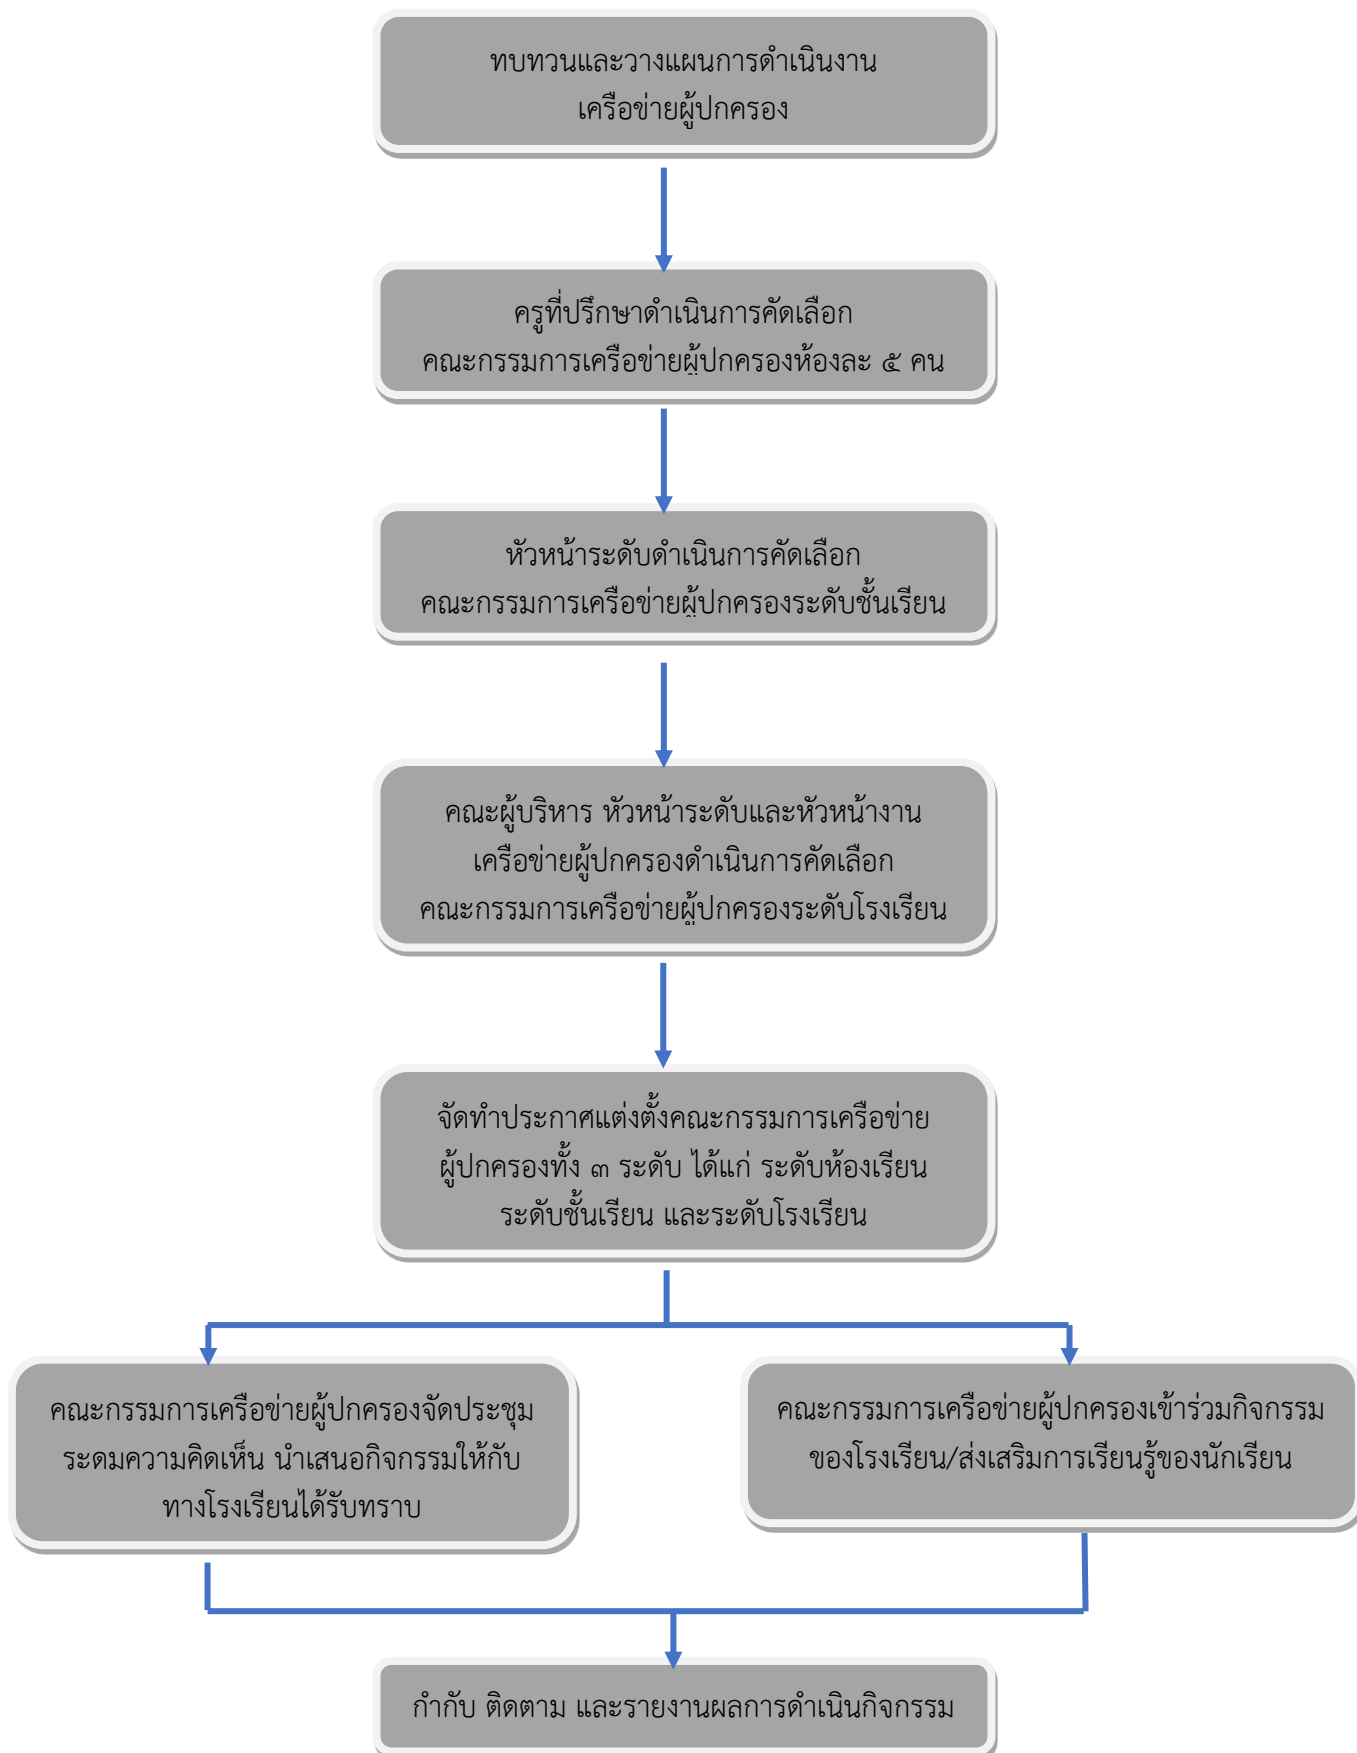 ทบทวนและวางแผนการดำเนินงาน
เครือข่ายผู้ปกครอง
ครูที่ปรึกษาดำเนินการคัดเลือก
คณะกรรมการเครือข่ายผู้ปกครองห้องละ ๕ คน
หัวหน้าระดับดำเนินการคัดเลือก
คณะกรรมการเครือข่ายผู้ปกครองระดับชั้นเรียน
คณะผู้บริหาร หัวหน้าระดับและหัวหน้างาน
เครือข่ายผู้ปกครองดำเนินการคัดเลือก
คณะกรรมการเครือข่ายผู้ปกครองระดับโรงเรียน
จัดทำประกาศแต่งตั้งคณะกรรมการเครือข่าย
ผู้ปกครองทั้ง ๓ ระดับ ได้แก่ ระดับห้องเรียน
ระดับชั้นเรียน และระดับโรงเรียน
คณะกรรมการเครือข่ายผู้ปกครองจัดประชุม
ระดมความคิดเห็น นำเสนอกิจกรรมให้กับ
ทางโรงเรียนได้รับทราบ
คณะกรรมการเครือข่ายผู้ปกครองเข้าร่วมกิจกรรม
ของโรงเรียน/ส่งเสริมการเรียนรู้ของนักเรียน
กำกับ ติดตาม และรายงานผลการดำเนินกิจกรรม